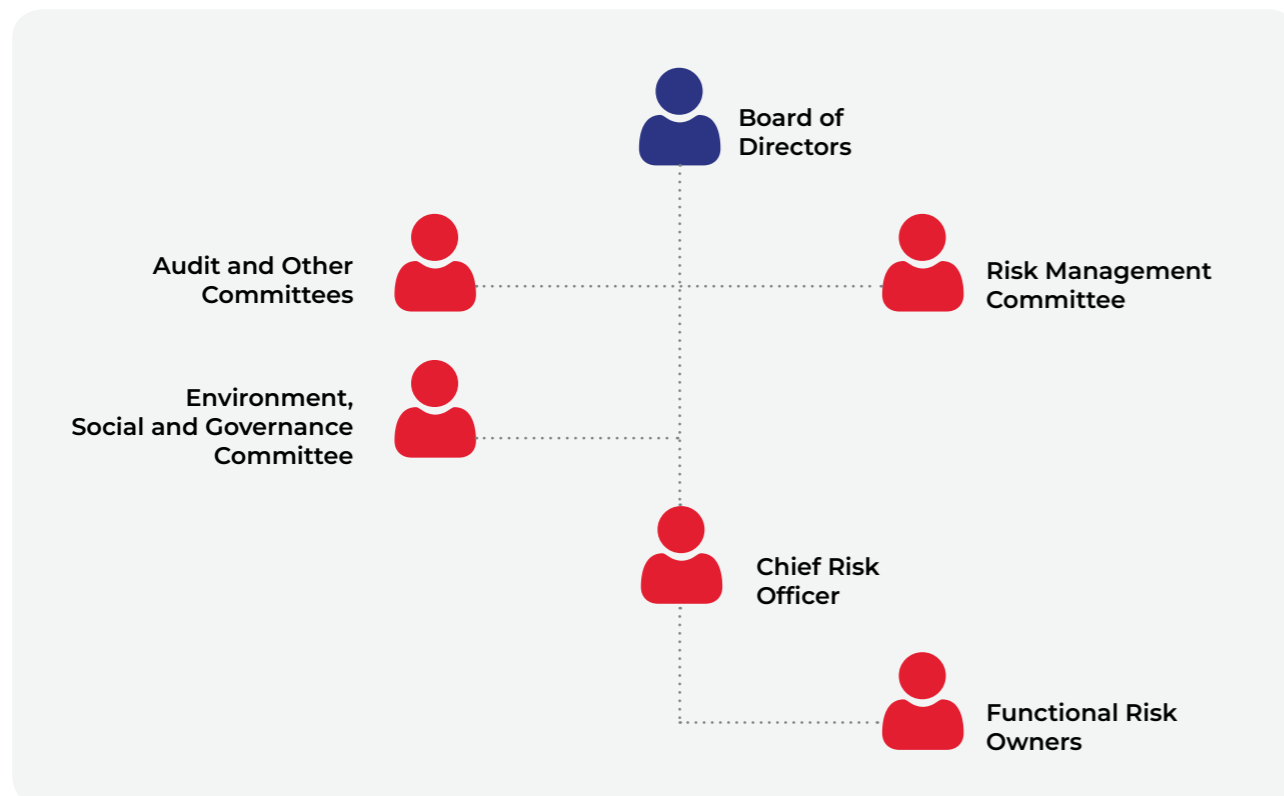 Board of
Directors
Audit and Other
Committees
Risk Management
Committee
Environment,
Social and Governance
Committee
Chief Risk
Officer
Functional Risk
Owners